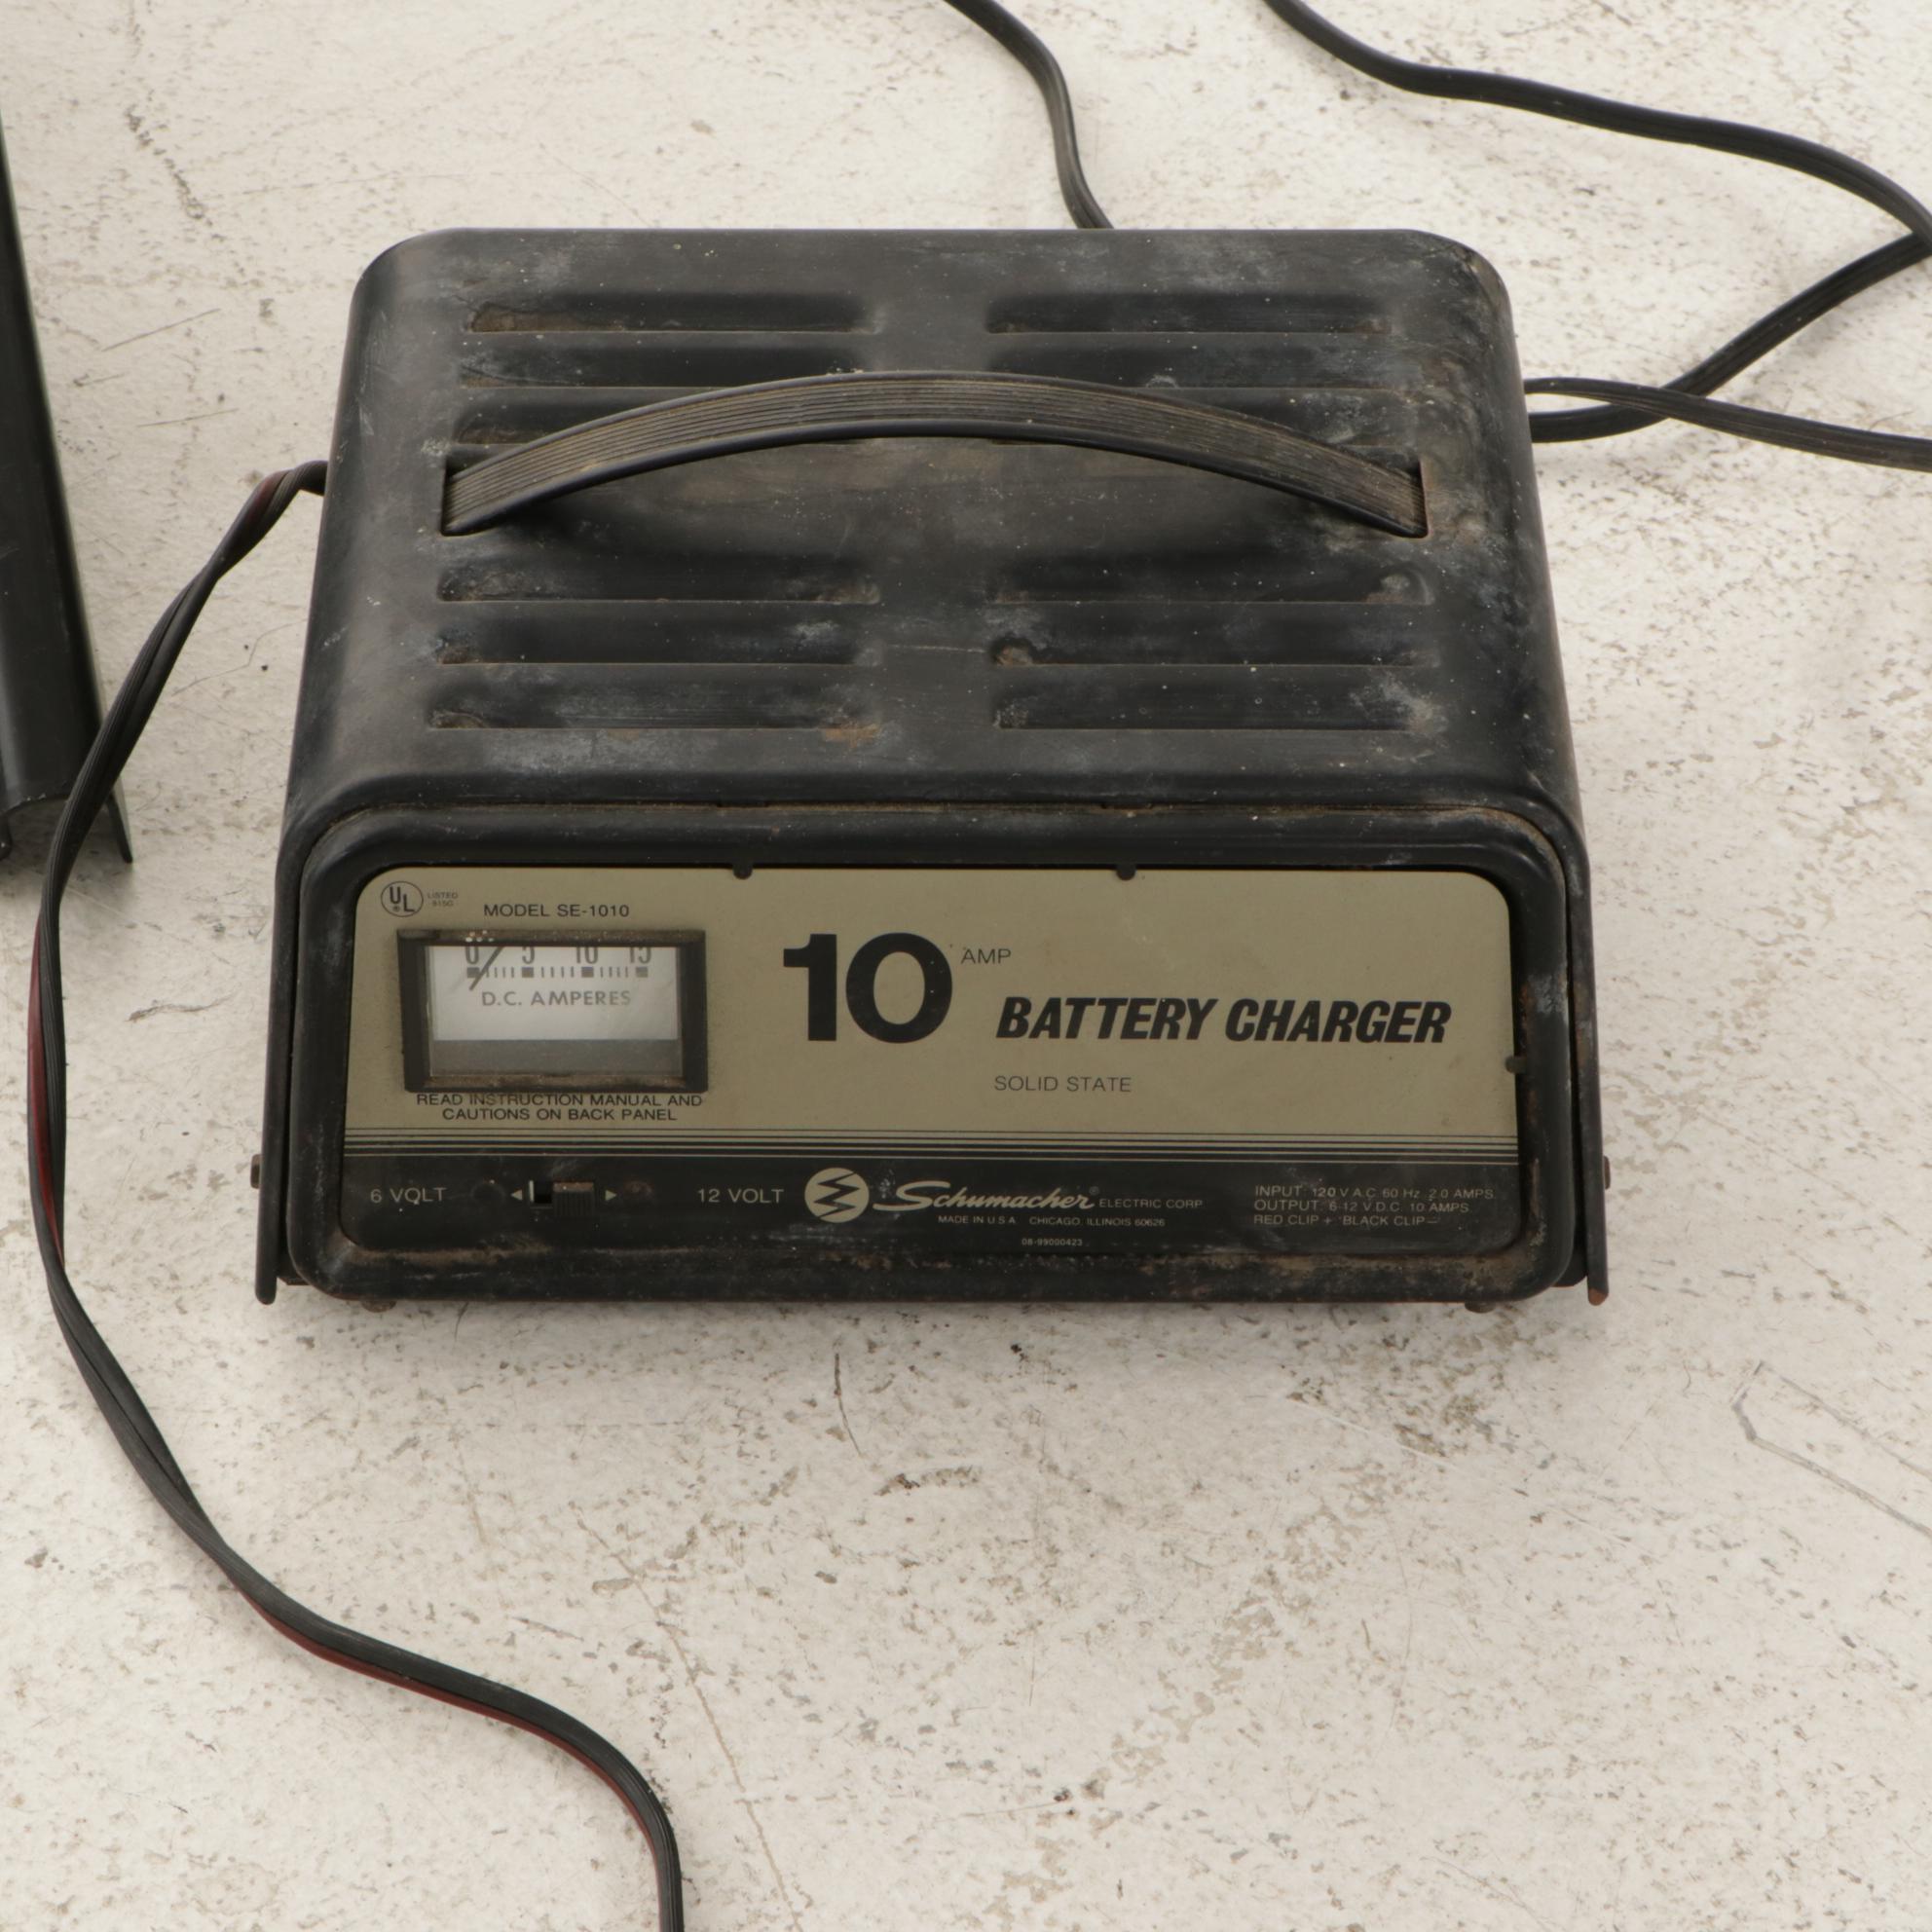 UL
LISTED
MODEL SE-1010
0 5 10 15
D.C. AMPERES
READ INSTRUCTION MANUAL AND
CAUTIONS ON BACK PANEL
10 AMP
BATTERY CHARGER
SOLID STATE
6 VOLT
12 VOLT
Schumacher® ELECTRIC CORP
MADE IN U.S.A. CHICAGO, ILLINOIS 60626
08-99000423
INPUT: 120 V A.C. 60 Hz 2.0 AMPS.
OUTPUT: 6-12 V.D.C. 10 AMPS.
RED CLIP + BLACK CLIP –